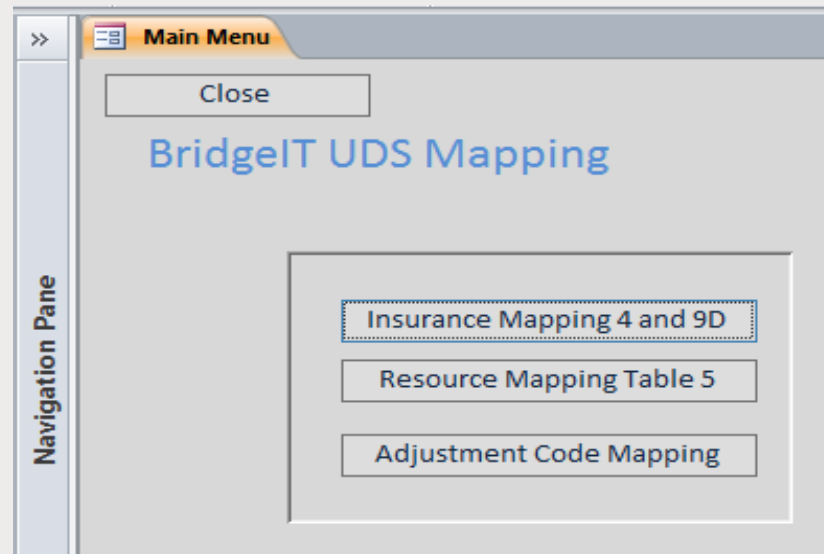 »
Main Menu
Close
BridgeIT UDS Mapping
Navigation Pane
Insurance Mapping 4 and 9D
Resource Mapping Table 5
Adjustment Code Mapping